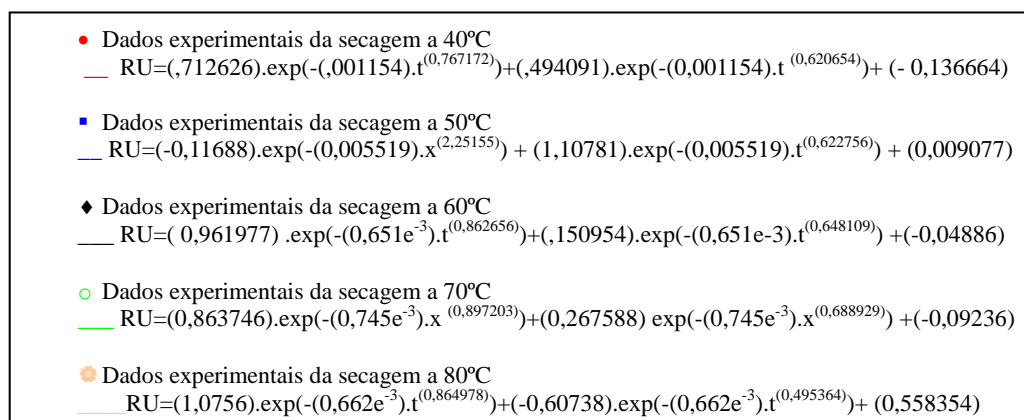 • Dados experimentais da secagem a 40ºC
__ RU=(,712626).exp(-(,001154).t^(0,767172))+(,494091).exp(-(0,001154).t ^(0,620654))+ (- 0,136664)
▪ Dados experimentais da secagem a 50ºC
__ RU=(-0,11688).exp(-(0,005519).x^(2,25155)) + (1,10781).exp(-(0,005519).t^(0,622756)) + (0,009077)
♦ Dados experimentais da secagem a 60ºC
___ RU=( 0,961977) .exp(-(0,651e^-3).t^(0,862656))+(,150954).exp(-(0,651e-3).t^(0,648109)) +(-0,04886)
○ Dados experimentais da secagem a 70ºC
___ RU=(0,863746).exp(-(0,745e^-3).x ^(0,897203))+(0,267588) exp(-(0,745e^-3).x^(0,688929)) +(-0,09236)
Dados experimentais da secagem a 80ºC
____RU=(1,0756).exp(-(0,662e^-3).t^(0,864978))+(-0,60738).exp(-(0,662e^-3).t^(0,495364))+ (0,558354)